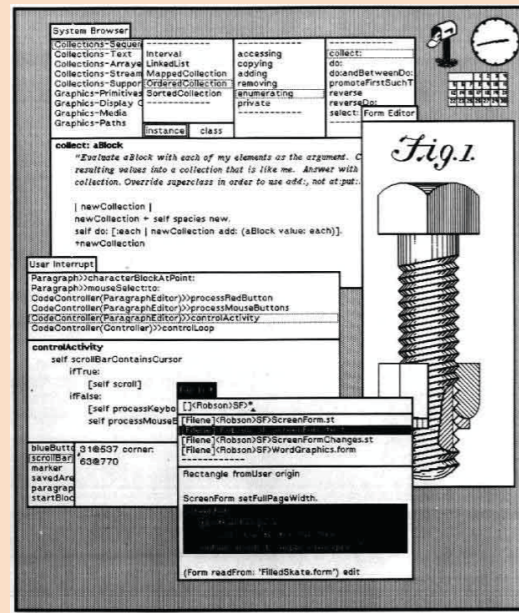 System Browser
Collections-Text
Collections-Stream
Graphics-Primitives
Graphics-Media
Graphics-Paths
Interval
LinkedList
MappedCollection
OrderedCollection
SortedCollection
instance class
accessing
copying
adding
removing
enumerating
private
collect:
do:
do:andBetweenDo:
promoteFirstSuchT
reverse
reverseDo:
select:
Form Editor
Fig.1.
collect: aBlock
"Evaluate aBlock with each of my elements as the argument. C
resulting values into a collection that is like me. Answer with
collection. Override superclass in order to use add:, not at:put:.
| newCollection |
newCollection ← self species new.
self do: [:each | newCollection add: (aBlock value: each)].
↑newCollection
User Interrupt
Paragraph>>characterBlockAtPoint:
Paragraph>>mouseSelect:to:
CodeController(ParagraphEditor)>>processRedButton
CodeController(ParagraphEditor)>>processMouseButtons
CodeController(ParagraphEditor)>>controlActivity
CodeController(Controller)>>controlLoop
controlActivity
self scrollBarContainsCursor
ifTrue:
[self scroll]
ifFalse:
[self processKeybo
self processMouseB
blueButto
scrollBar
marker
savedAre
paragrap
startBloc
31@537 corner:
63@770
[]<Robson>SF>*
[Filene]<Robson>SF>ScreenForm.st
[Filene]<Robson>SF>ScreenFormChanges.st
[Filene]<Robson>SF>WordGraphics.form
Rectangle fromUser origin
ScreenForm setFullPageWidth.
(Form readFrom: 'FilledSkate.form') edit